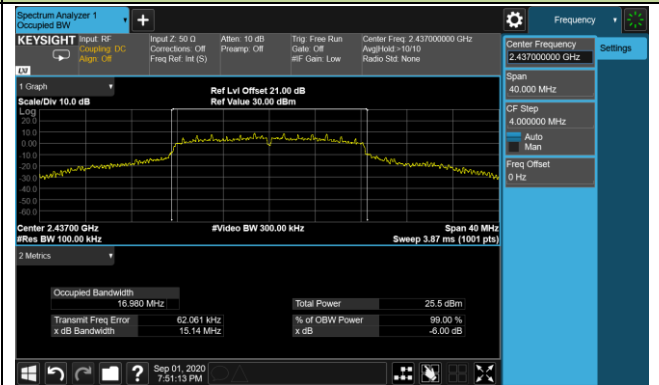 Spectrum Analyzer 1
Occupied BW
Frequency
KEYSIGHT
Input: RF
Coupling: DC
Align: Off
Input Z: 50 Ω
Corrections: Off
Freq Ref: Int (S)
Atten: 10 dB
Preamp: Off
Trig: Free Run
Gate: Off
#IF Gain: Low
Center Freq: 2.437000000 GHz
Avg|Hold:>10/10
Radio Std: None
LXI
Center Frequency
2.437000000 GHz
Settings
Span
40.000 MHz
CF Step
4.000000 MHz
Auto
Man
Freq Offset
0 Hz
1 Graph
Scale/Div 10.0 dB
Ref Lvl Offset 21.00 dB
Ref Value 30.00 dBm
Log
20.0
10.0
0.00
-10.0
-20.0
-30.0
-40.0
-50.0
-60.0
Center 2.43700 GHz
#Res BW 100.00 kHz
#Video BW 300.00 kHz
Span 40 MHz
Sweep 3.87 ms (1001 pts)
2 Metrics
Occupied Bandwidth
16.980 MHz
Total Power 25.5 dBm
Transmit Freq Error 62.061 kHz
% of OBW Power 99.00 %
x dB Bandwidth 15.14 MHz
x dB -6.00 dB
Sep 01, 2020
7:51:13 PM